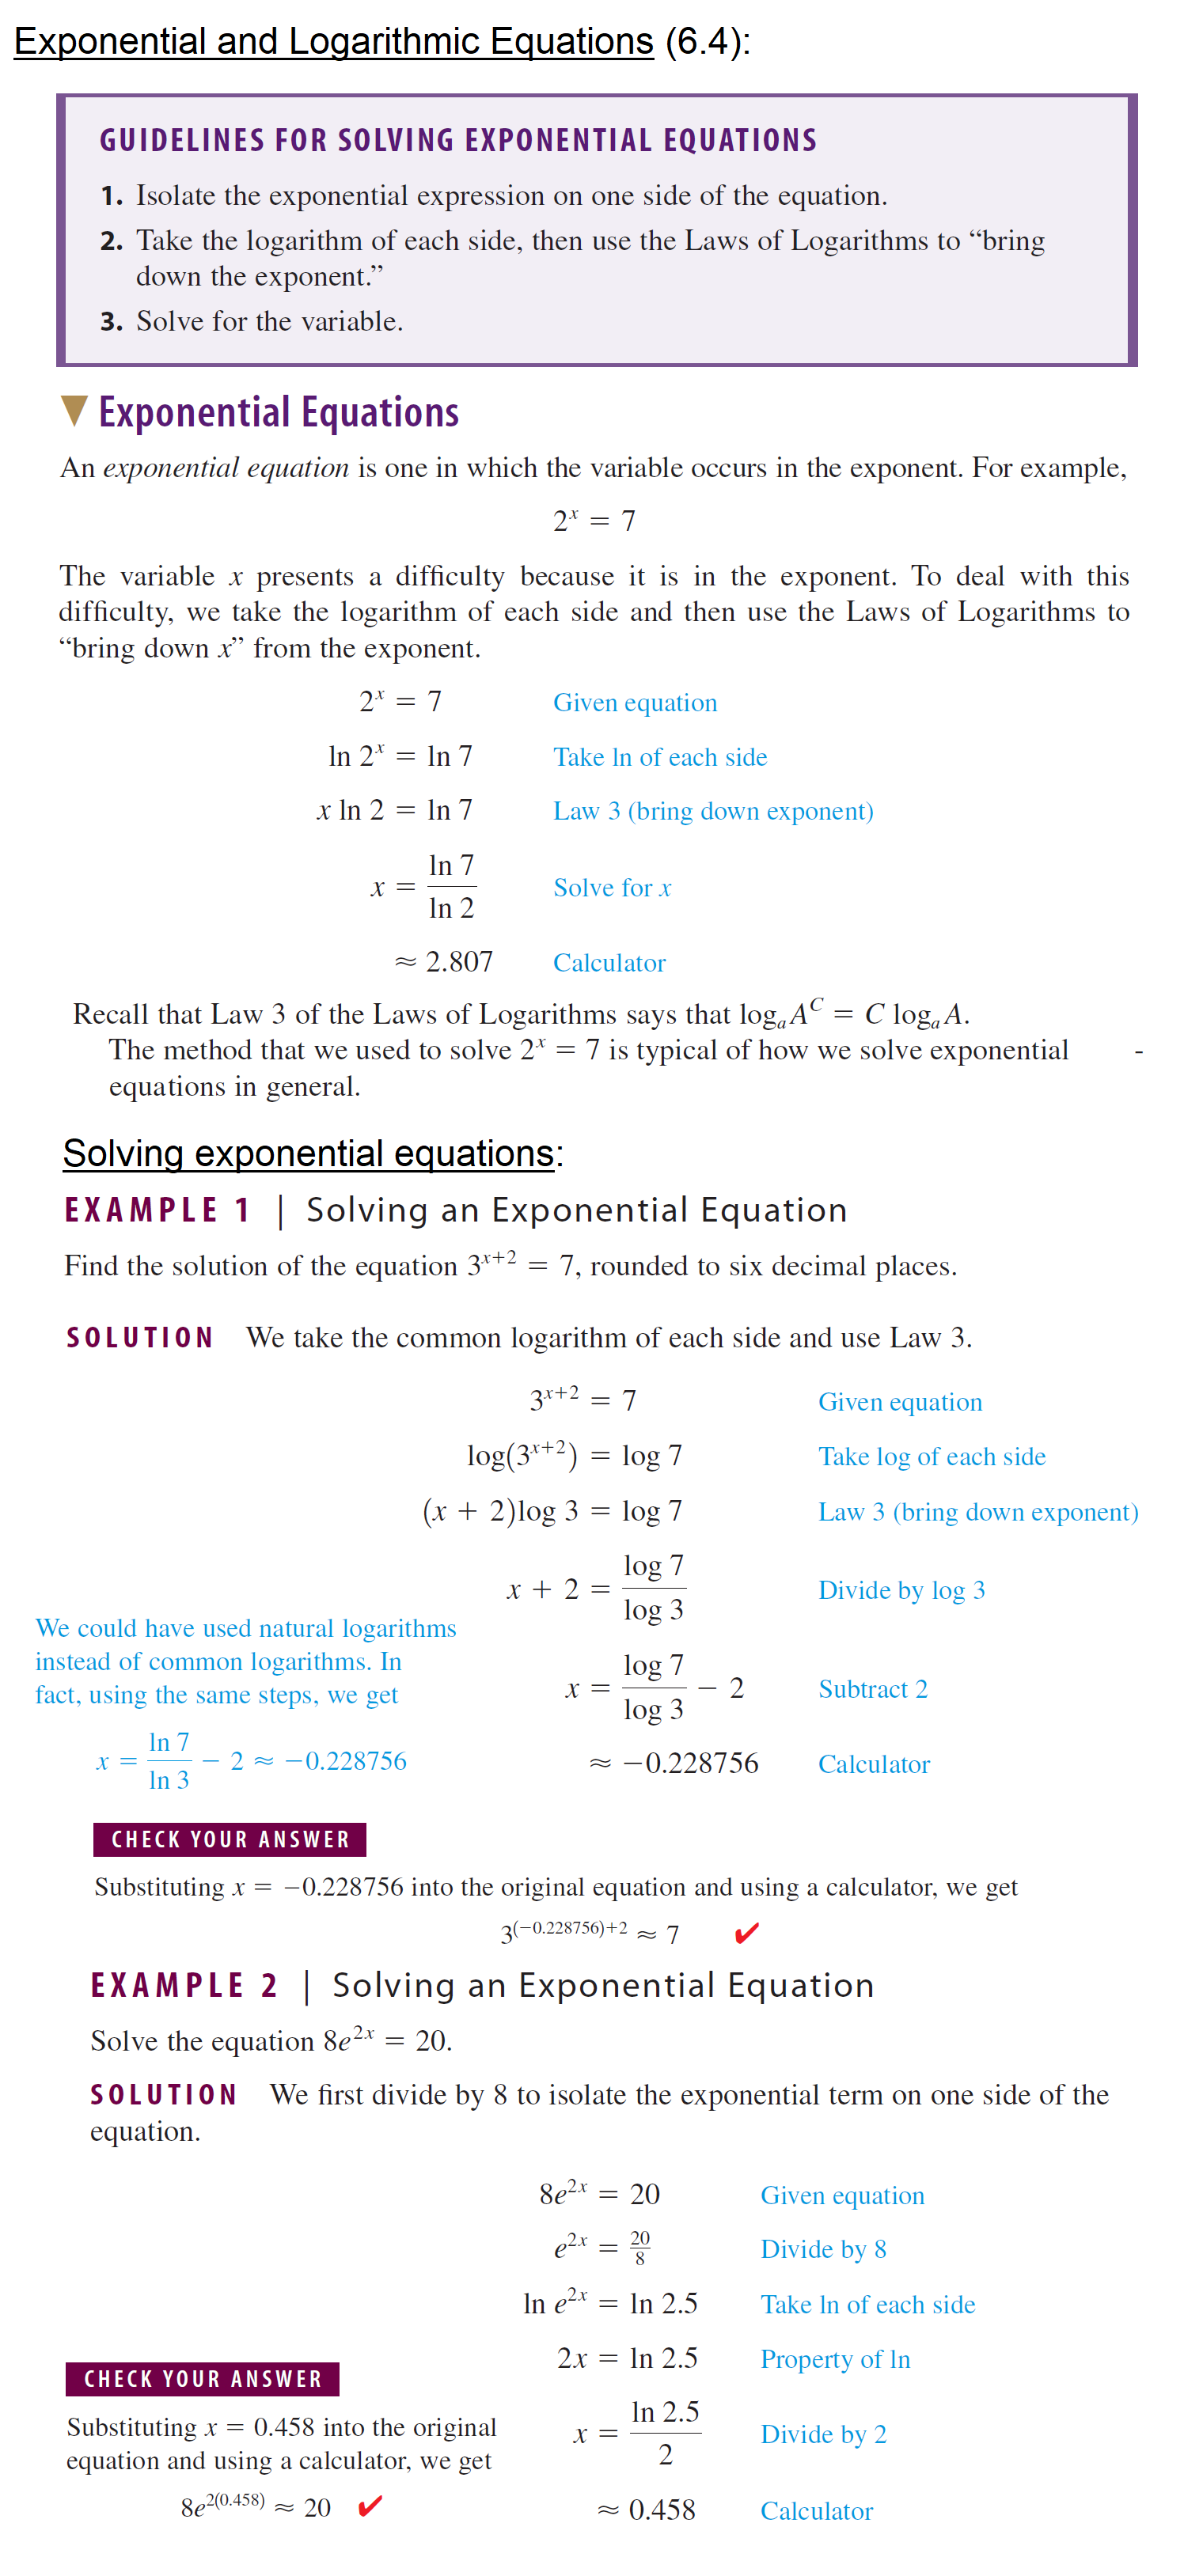 Exponential and Logarithmic Equations (6.4):
GUIDELINES FOR SOLVING EXPONENTIAL EQUATIONS
1. Isolate the exponential expression on one side of the equation.
2. Take the logarithm of each side, then use the Laws of Logarithms to “bring
down the exponent.”
3. Solve for the variable.
▼ Exponential Equations
An exponential equation is one in which the variable occurs in the exponent. For example,
2^x = 7
The variable x presents a difficulty because it is in the exponent. To deal with this
difficulty, we take the logarithm of each side and then use the Laws of Logarithms to
“bring down x” from the exponent.
2^x = 7 Given equation
ln 2^x = ln 7 Take ln of each side
x ln 2 = ln 7 Law 3 (bring down exponent)
x = ln 7 / ln 2 Solve for x
≈ 2.807 Calculator
Recall that Law 3 of the Laws of Logarithms says that log_a A^C = C log_a A.
The method that we used to solve 2^x = 7 is typical of how we solve exponential -
equations in general.
Solving exponential equations:
EXAMPLE 1 | Solving an Exponential Equation
Find the solution of the equation 3^(x+2) = 7, rounded to six decimal places.
SOLUTION We take the common logarithm of each side and use Law 3.
3^(x+2) = 7 Given equation
log(3^(x+2)) = log 7 Take log of each side
(x + 2)log 3 = log 7 Law 3 (bring down exponent)
x + 2 = log 7 / log 3 Divide by log 3
x = log 7 / log 3 − 2 Subtract 2
≈ −0.228756 Calculator
We could have used natural logarithms
instead of common logarithms. In
fact, using the same steps, we get
x = ln 7 / ln 3 − 2 ≈ −0.228756
CHECK YOUR ANSWER
Substituting x = −0.228756 into the original equation and using a calculator, we get
3^((−0.228756)+2) ≈ 7 ✔
EXAMPLE 2 | Solving an Exponential Equation
Solve the equation 8e^(2x) = 20.
SOLUTION We first divide by 8 to isolate the exponential term on one side of the
equation.
8e^(2x) = 20 Given equation
e^(2x) = 20/8 Divide by 8
ln e^(2x) = ln 2.5 Take ln of each side
2x = ln 2.5 Property of ln
x = ln 2.5 / 2 Divide by 2
≈ 0.458 Calculator
CHECK YOUR ANSWER
Substituting x = 0.458 into the original
equation and using a calculator, we get
8e^(2(0.458)) ≈ 20 ✔